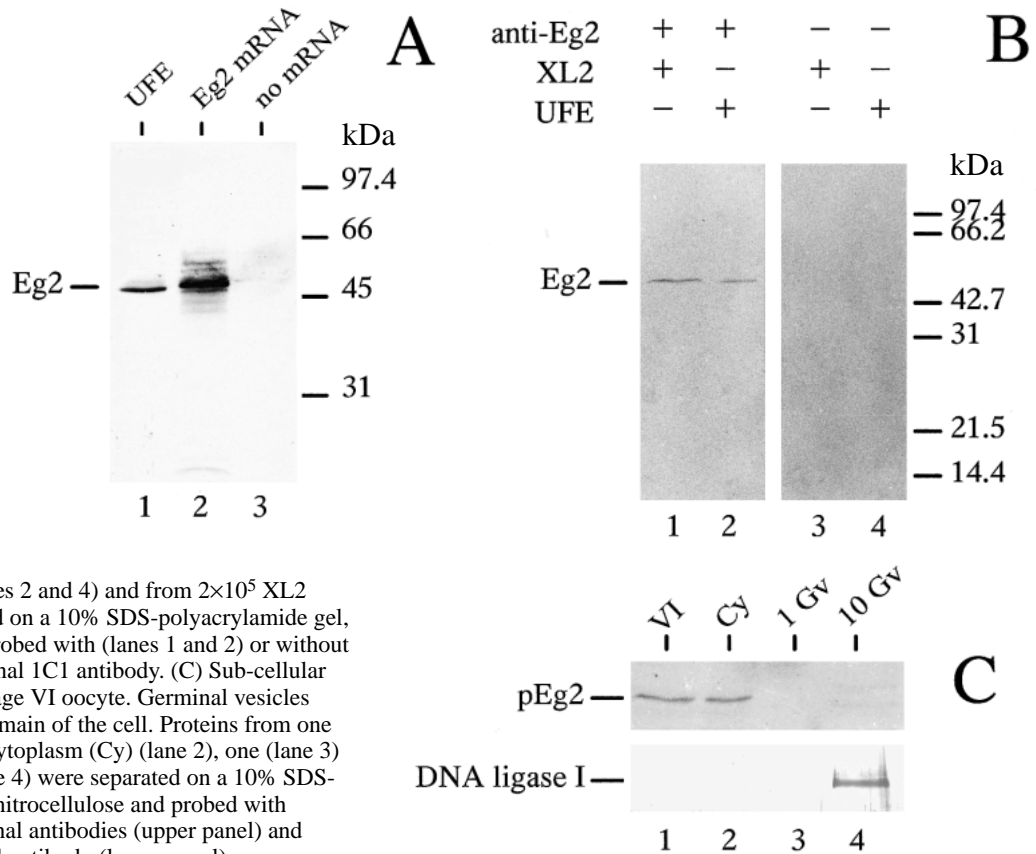 UFE Eg2 mRNA no mRNA
A
kDa
97.4
66
Eg2
45
31
1 2 3
anti-Eg2 + + − −
XL2 + − + −
UFE − + − +
B
kDa
97.4
66.2
Eg2
42.7
31
21.5
14.4
1 2 3 4
es 2 and 4) and from 2×10⁵ XL2
d on a 10% SDS-polyacrylamide gel,
robed with (lanes 1 and 2) or without
nal 1C1 antibody. (C) Sub-cellular
age VI oocyte. Germinal vesicles
main of the cell. Proteins from one
ytoplasm (Cy) (lane 2), one (lane 3)
e 4) were separated on a 10% SDS-
nitrocellulose and probed with
nal antibodies (upper panel) and
VI Cy 1 Gv 10 Gv
C
pEg2
DNA ligase I
1 2 3 4